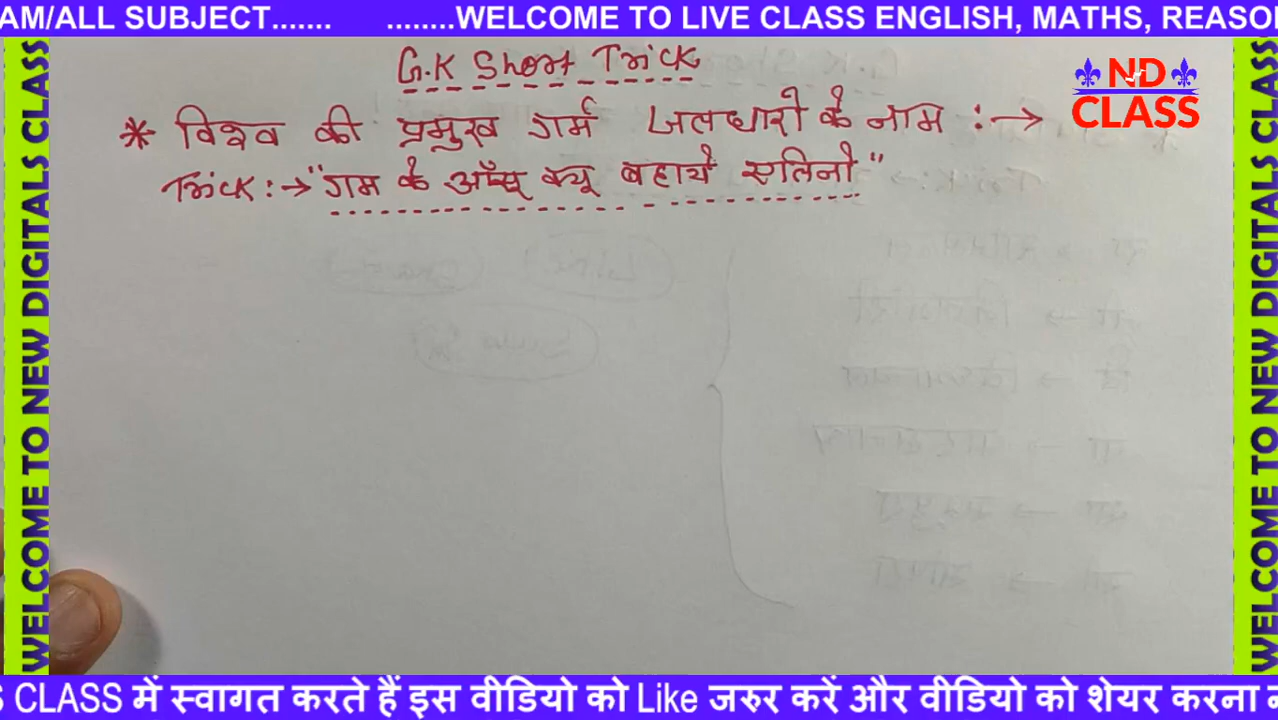 AM/ALL SUBJECT....... ........WELCOME TO LIVE CLASS ENGLISH, MATHS, REASO
G.K Short Trick
ND
CLASS
* विश्व की प्रमुख गर्म जलधारो के नाम :→
Trick :→ "गम के आँसू क्यू बहाये एलिनो"
WELCOME TO NEW DIGITALS CLASS
WELCOME TO NEW DIGITALS CLASS
S CLASS में स्वागत करते हैं इस वीडियो को Like जरुर करें और वीडियो को शेयर करना न